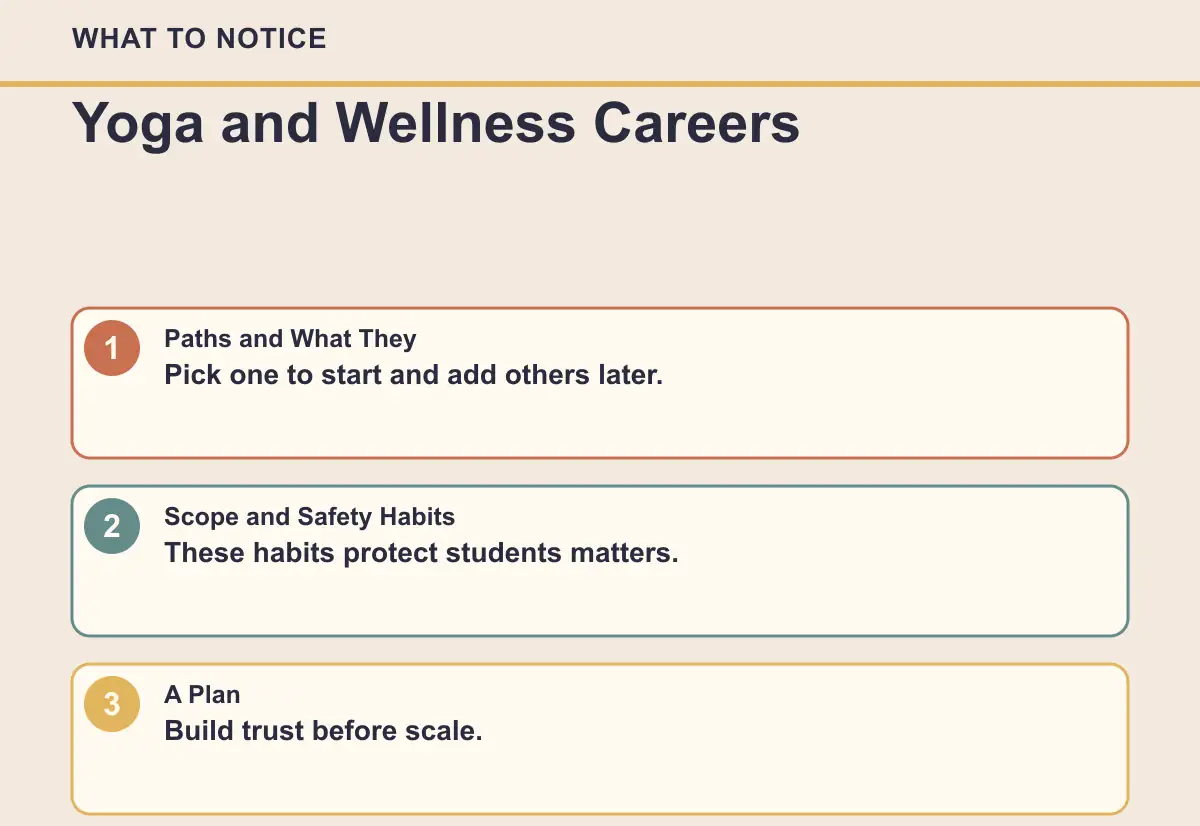 WHAT TO NOTICE
Yoga and Wellness Careers
1
Paths and What They
Pick one to start and add others later.
2
Scope and Safety Habits
These habits protect students matters.
3
A Plan
Build trust before scale.